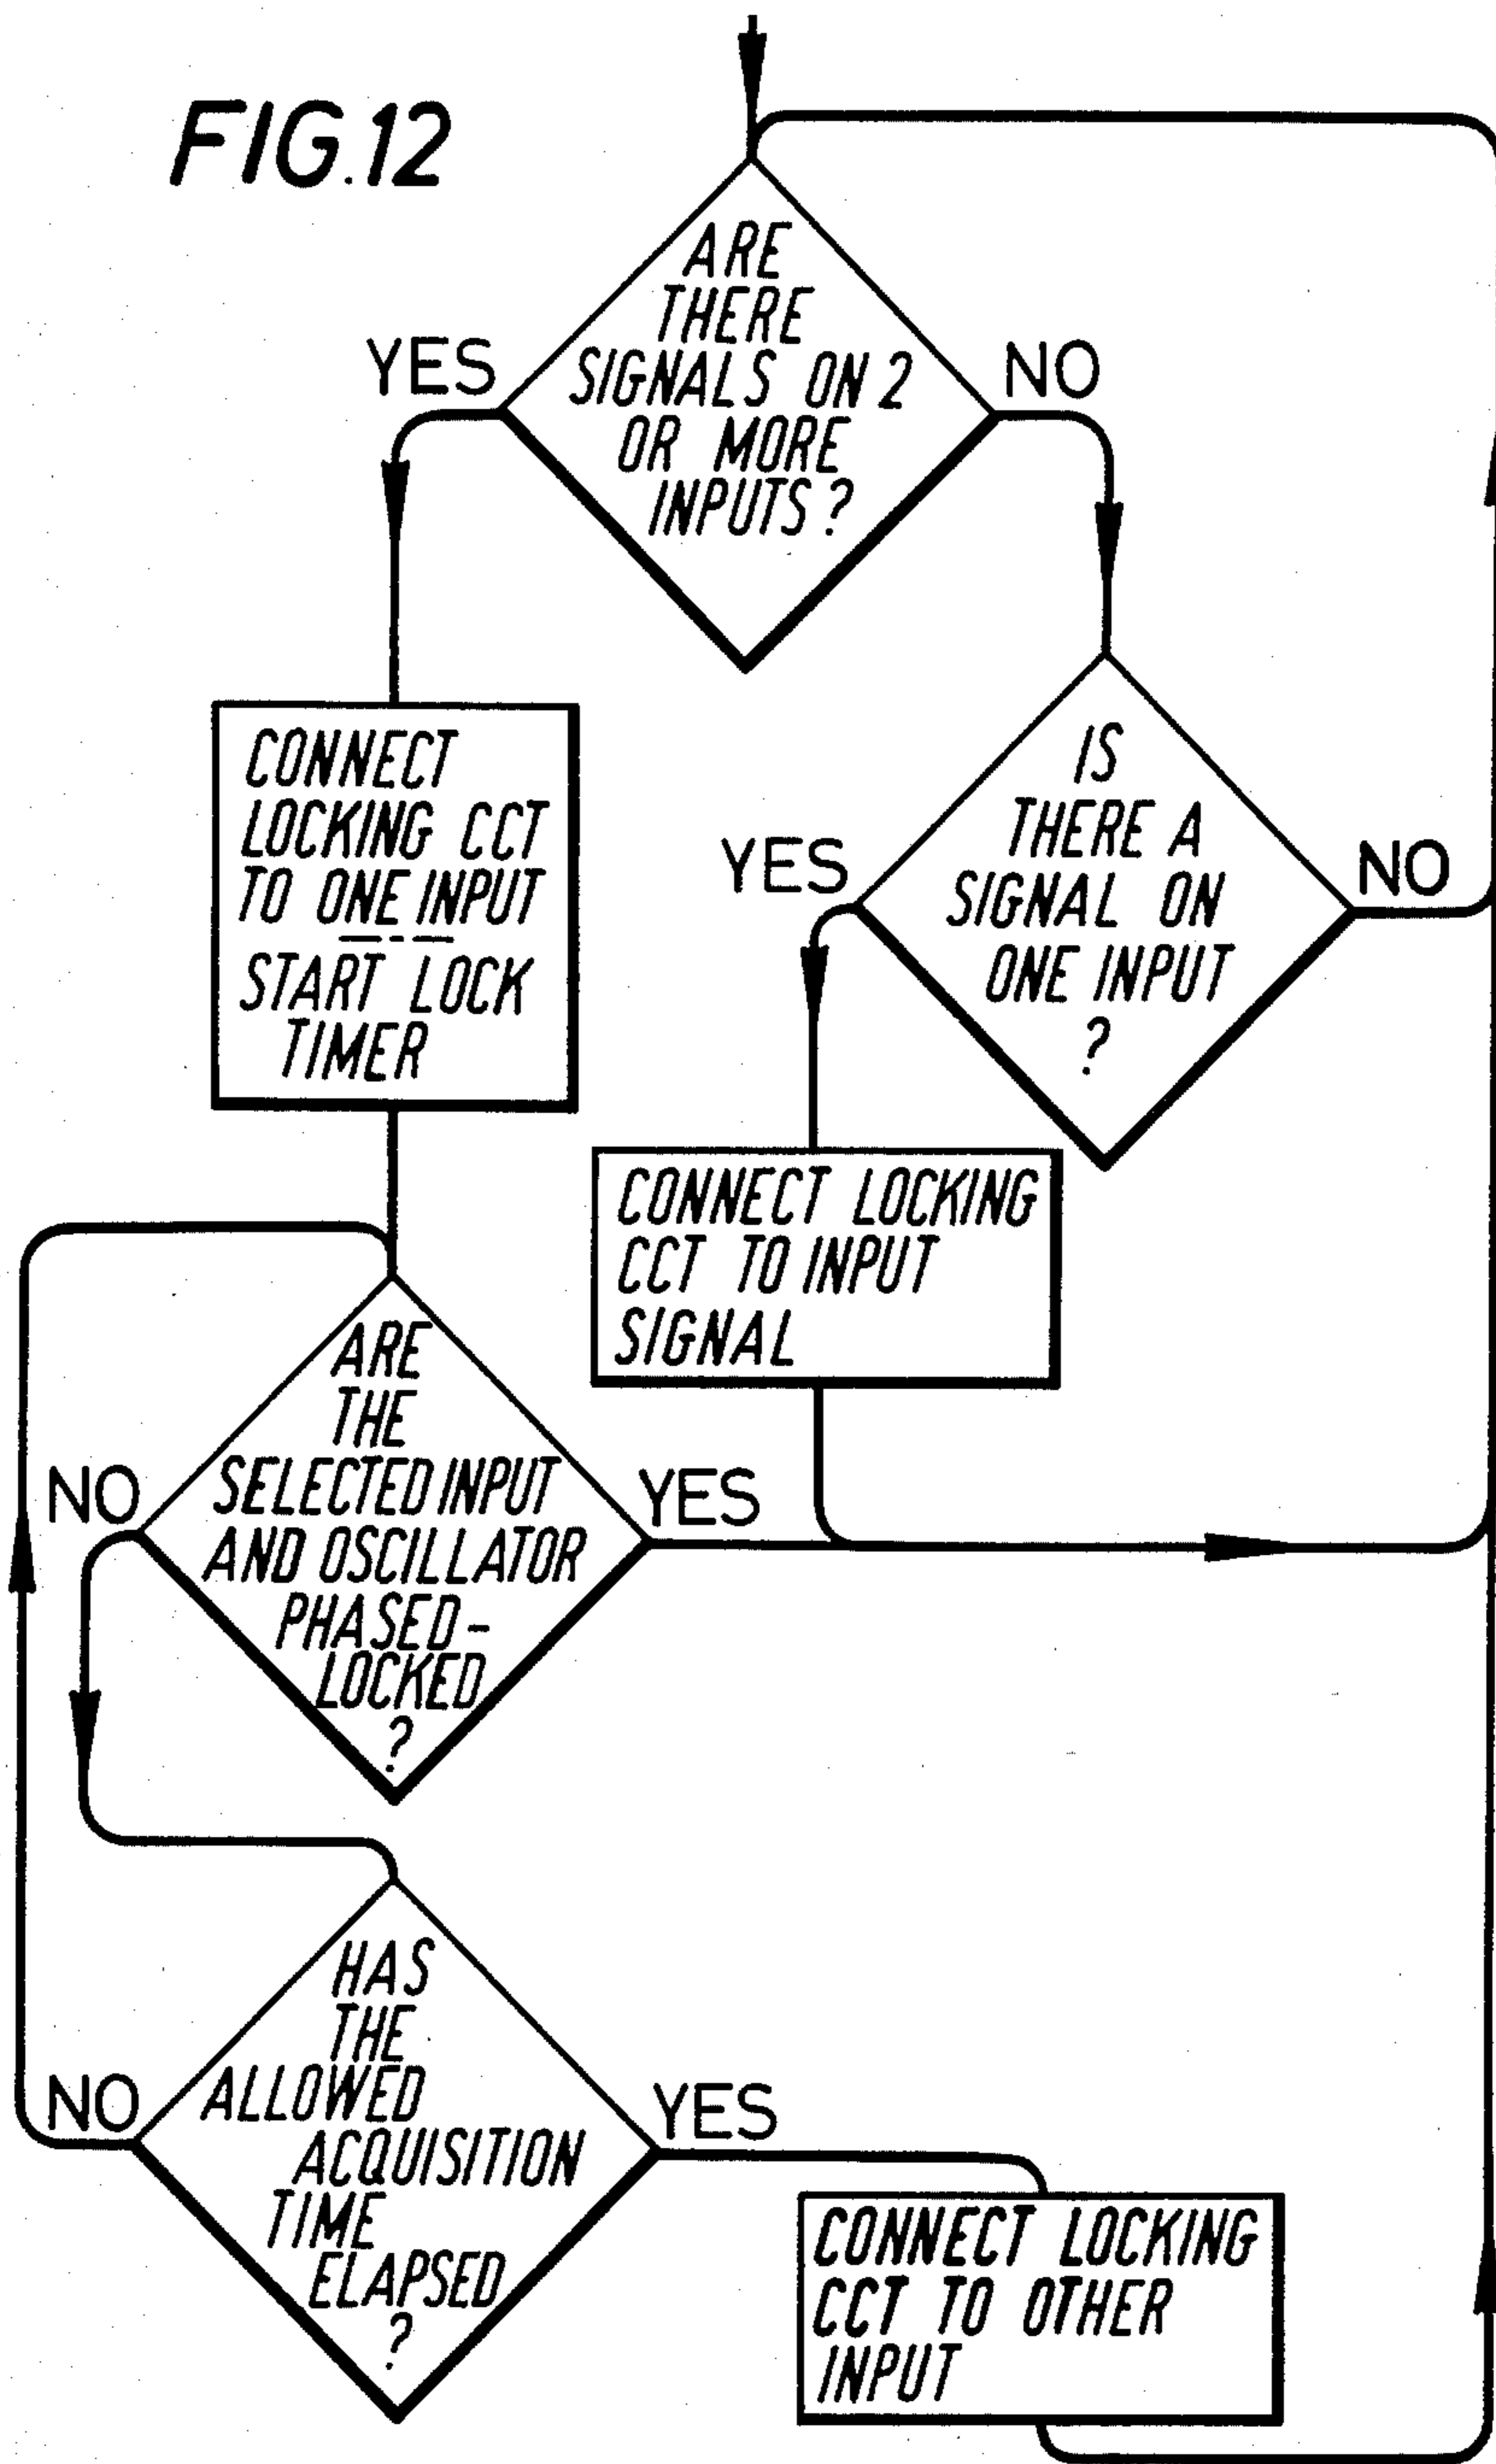 FIG.12
ARE
THERE
SIGNALS ON 2
OR MORE
INPUTS?
YES
NO
CONNECT
LOCKING CCT
TO ONE INPUT
START LOCK
TIMER
IS
THERE A
SIGNAL ON
ONE INPUT
?
YES
NO
CONNECT LOCKING
CCT TO INPUT
SIGNAL
ARE
THE
SELECTED INPUT
AND OSCILLATOR
PHASED-
LOCKED
?
NO
YES
HAS
THE
ALLOWED
ACQUISITION
TIME
ELAPSED
?
NO
YES
CONNECT LOCKING
CCT TO OTHER
INPUT